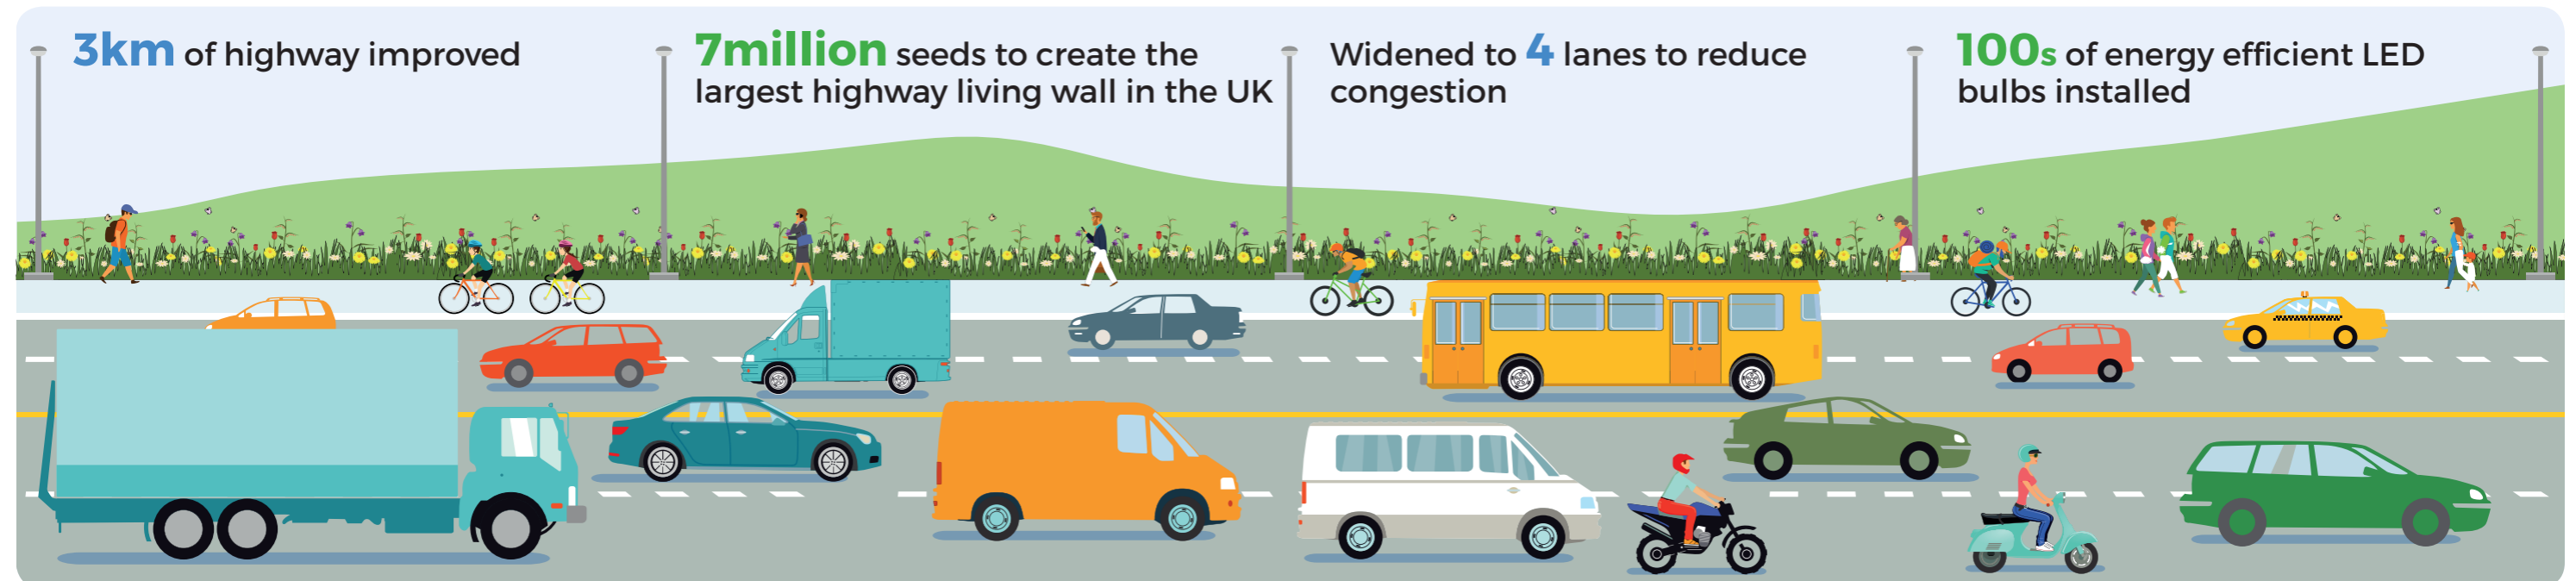 3km of highway improved
7million seeds to create the
largest highway living wall in the UK
Widened to 4 lanes to reduce
congestion
100s of energy efficient LED
bulbs installed